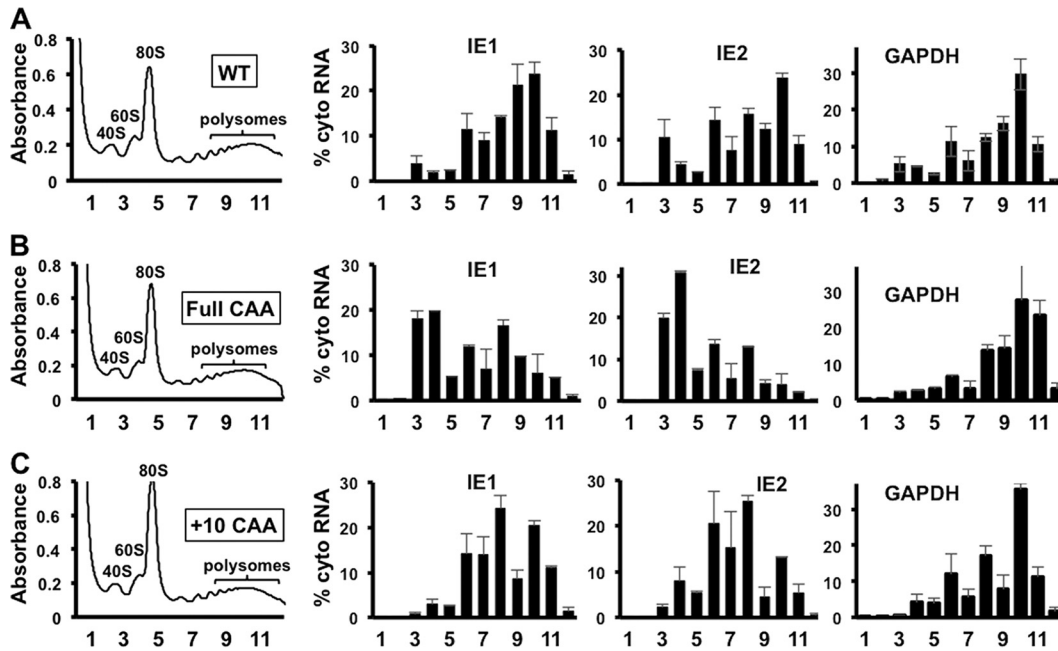 A
Absorbance
0.8
0.6
0.4
0.2
0
80S
60S
40S
WT
polysomes
1 3 5 7 9 11
% cyto RNA
30
20
10
0
IE1
3 5 7 9 11
30
20
10
0
IE2
1 3 5 7 9 11
GAPDH
30
20
10
0
1 3 5 7 9 11
B
Absorbance
0.8
0.6
0.4
0.2
0
80S
60S
40S
Full CAA
polysomes
1 3 5 7 9 11
% cyto RNA
30
20
10
0
IE1
1 3 5 7 9 11
30
20
10
0
IE2
1 3 5 7 9 11
GAPDH
30
20
10
0
1 3 5 7 9 11
C
Absorbance
0.8
0.6
0.4
0.2
0
80S
60S
40S
+10 CAA
polysomes
1 3 5 7 9 11
% cyto RNA
30
20
10
0
IE1
1 3 5 7 9 11
30
20
10
0
IE2
1 3 5 7 9 11
GAPDH
30
20
10
0
1 3 5 7 9 11